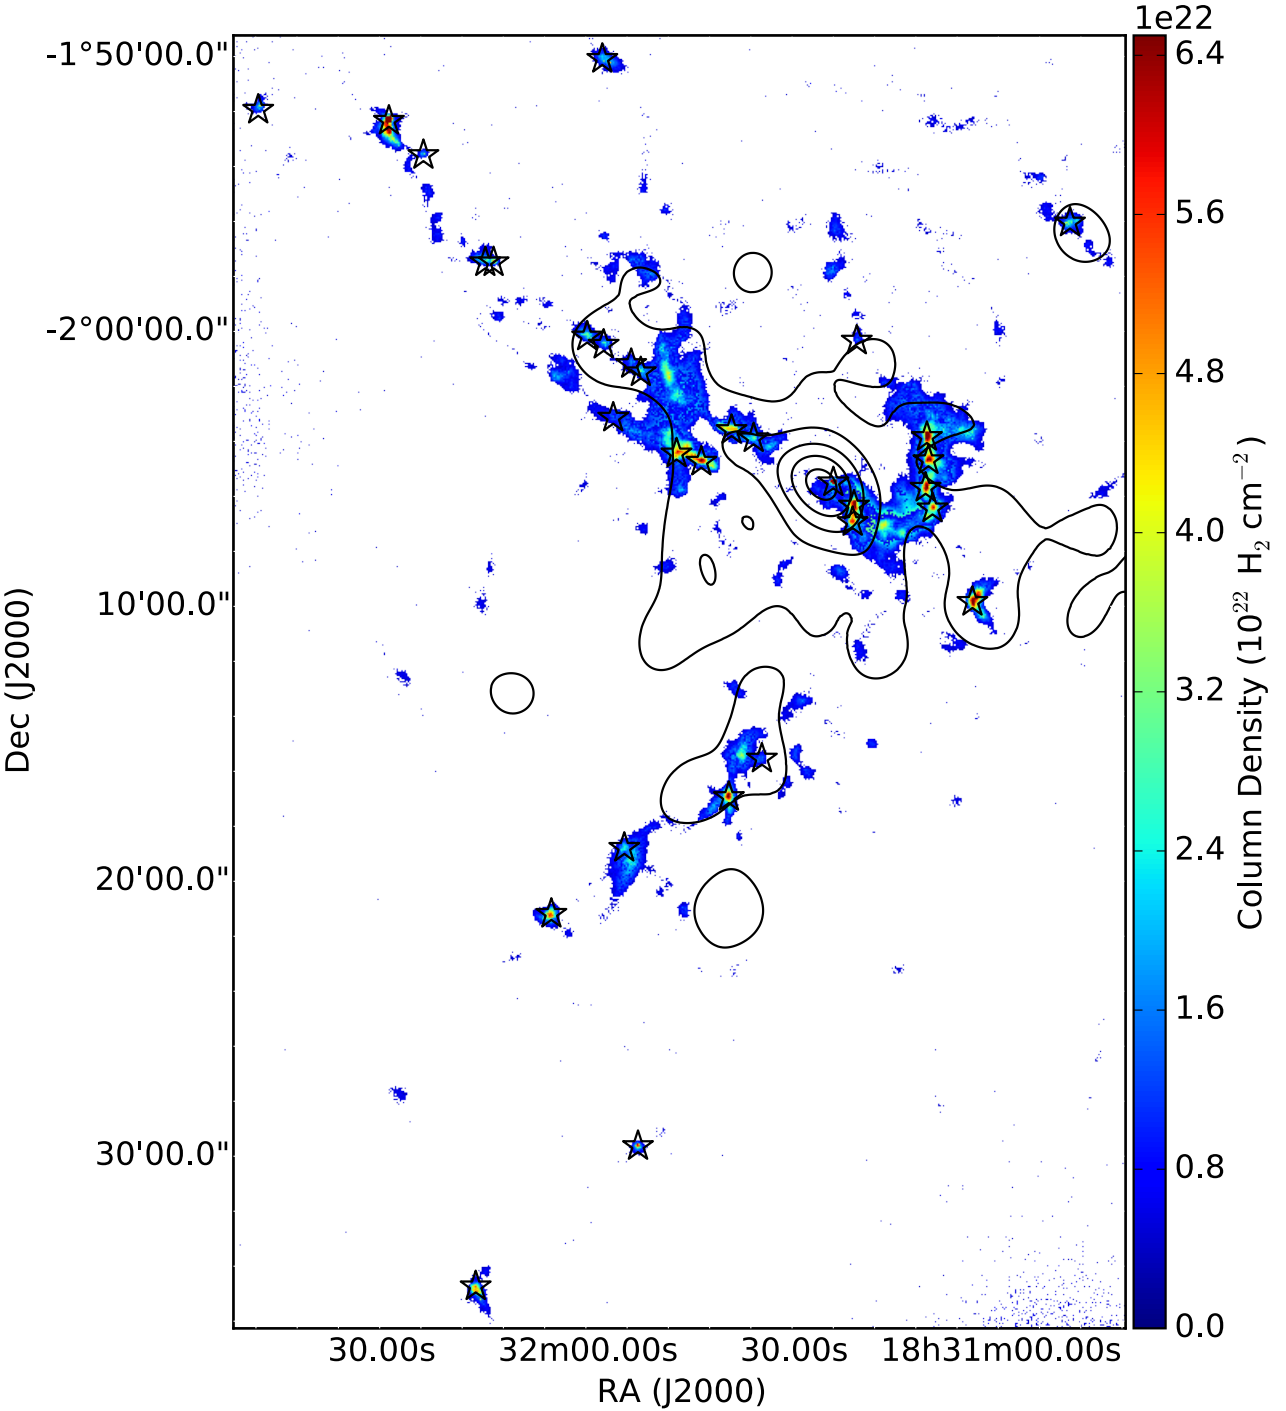 1e22
-1°50'00.0"
-2°00'00.0"
10'00.0"
20'00.0"
30'00.0"
Dec (J2000)
30.00s 32m00.00s 30.00s 18h31m00.00s
RA (J2000)
6.4
5.6
4.8
4.0
3.2
2.4
1.6
0.8
0.0
Column Density (10²² H₂ cm⁻²)